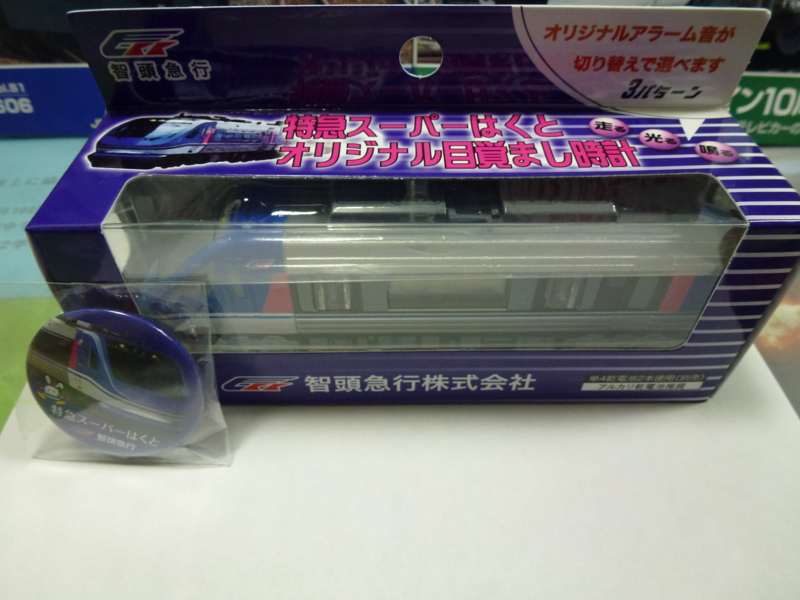 智頭急行
オリジナルアラーム音が
切り替えで選べます
3パターン
特急スーパーはくと
オリジナル目覚まし時計
走る
光る
鳴る
智頭急行株式会社
単4乾電池2本使用(別売)
アルカリ乾電池推奨
特急スーパーはくと
智頭急行
606
ン10